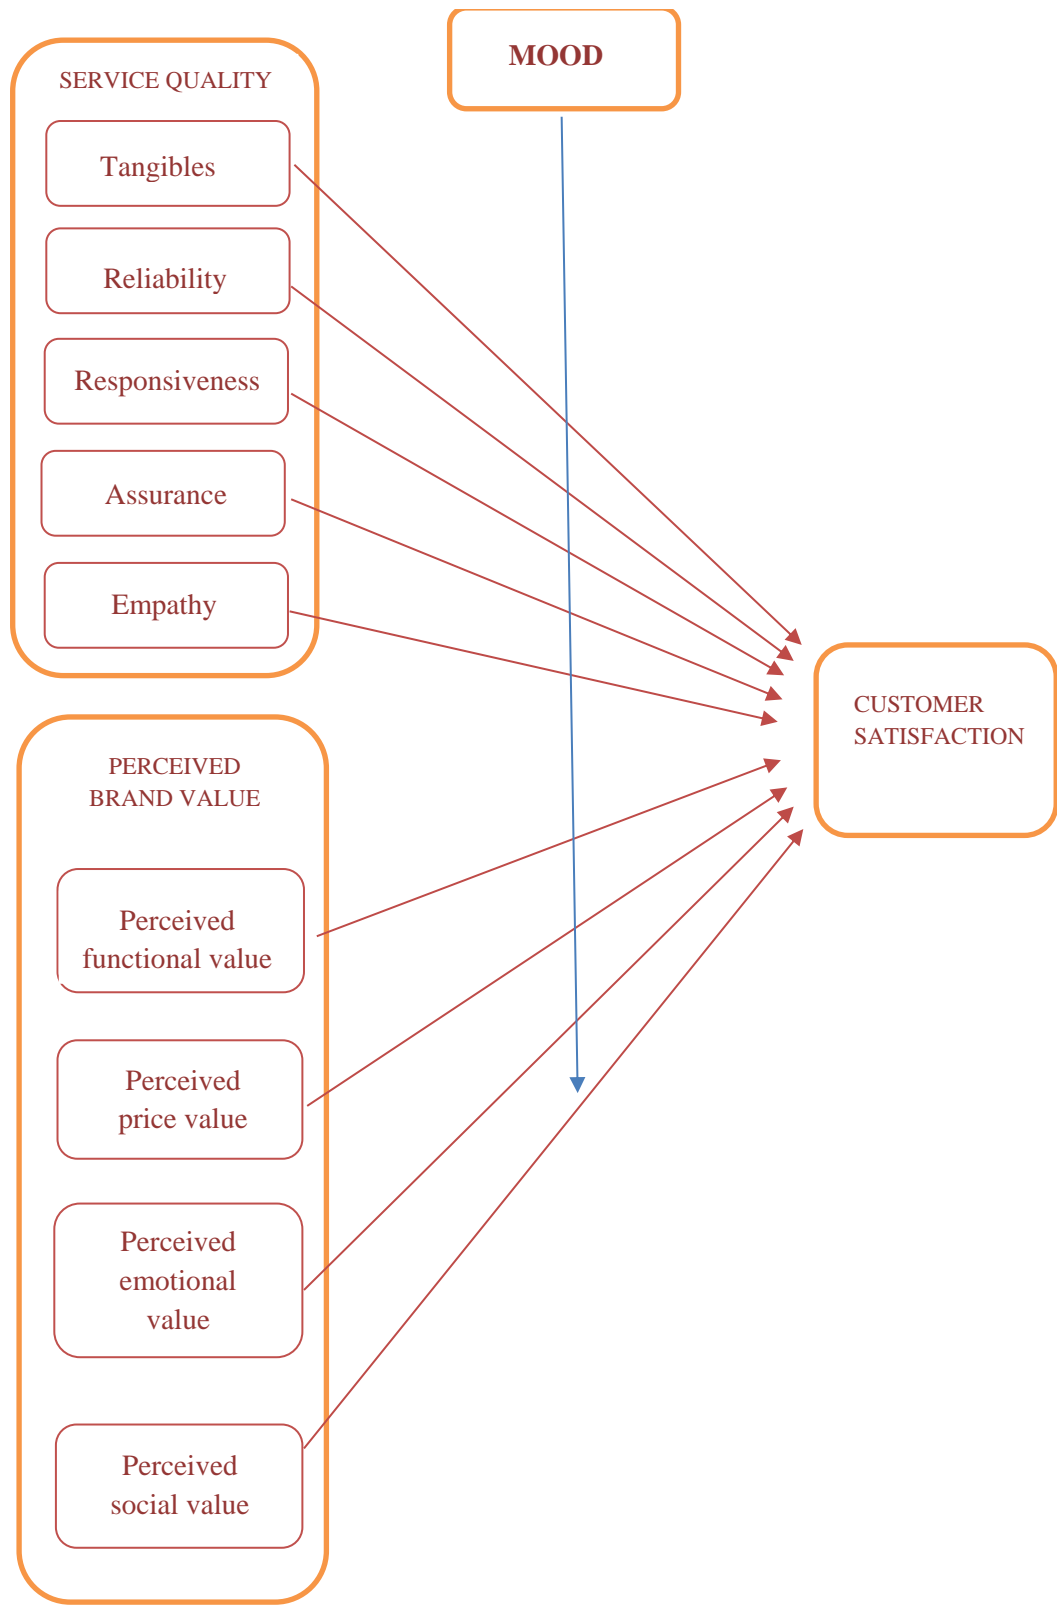 MOOD
SERVICE QUALITY
Tangibles
Reliability
Responsiveness
Assurance
Empathy
CUSTOMER
SATISFACTION
PERCEIVED
BRAND VALUE
Perceived
functional value
Perceived
price value
Perceived
emotional
value
Perceived
social value